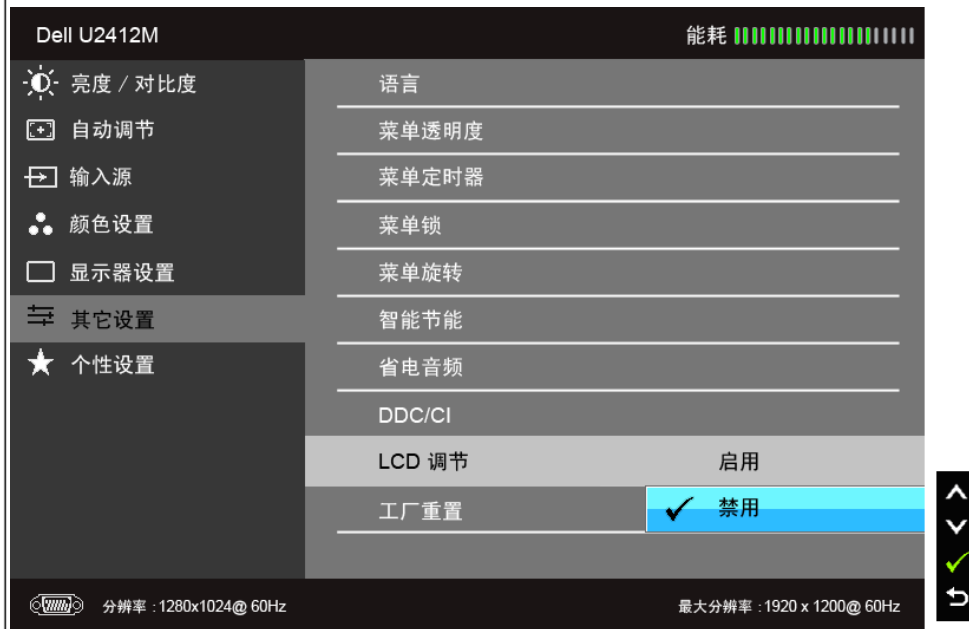 Dell U2412M
能耗
亮度 / 对比度
自动调节
输入源
颜色设置
显示器设置
其它设置
个性设置
语言
菜单透明度
菜单定时器
菜单锁
菜单旋转
智能节能
省电音频
DDC/CI
LCD 调节
启用
工厂重置
禁用
分辨率 :1280x1024@ 60Hz
最大分辨率 :1920 x 1200@ 60Hz